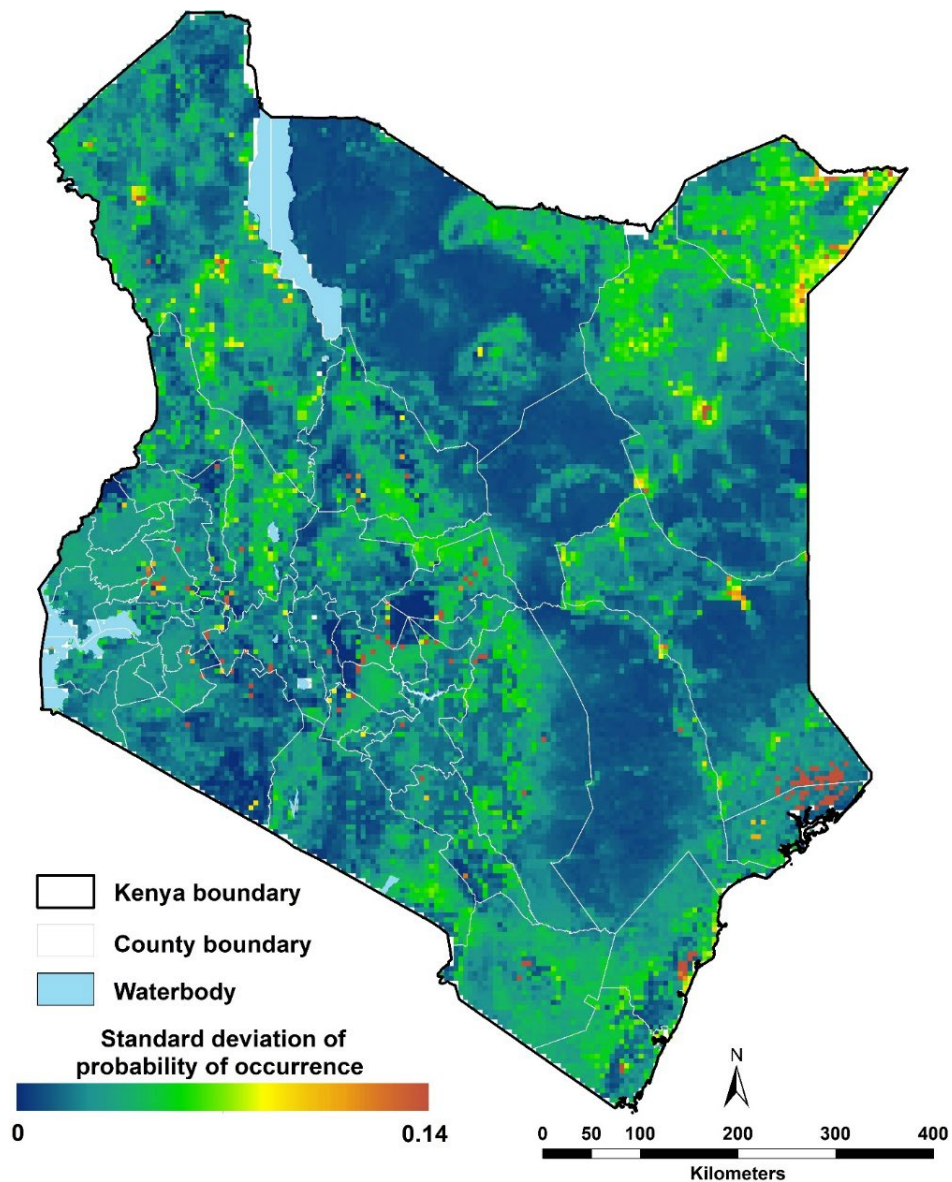 Kenya boundary
County boundary
Waterbody
Standard deviation of
probability of occurrence
0
0.14
N
0 50 100 200 300 400
Kilometers